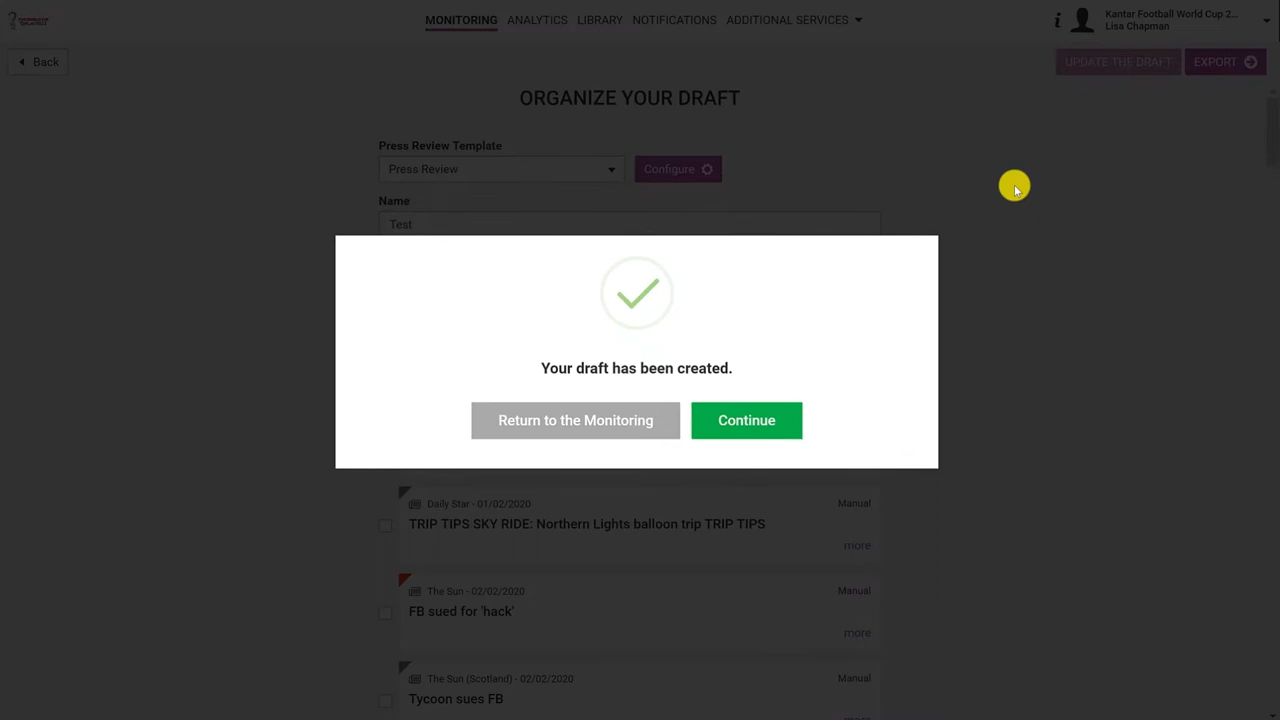 MONITORING ANALYTICS LIBRARY NOTIFICATIONS ADDITIONAL SERVICES
i
Kantar Football World Cup 2...
Lisa Chapman
Back
UPDATE THE DRAFT
EXPORT
ORGANIZE YOUR DRAFT
Press Review Template
Press Review
Configure
Name
Test
Your draft has been created.
Return to the Monitoring
Continue
Daily Star - 01/02/2020
Manual
TRIP TIPS SKY RIDE: Northern Lights balloon trip TRIP TIPS
more
The Sun - 02/02/2020
Manual
FB sued for 'hack'
more
The Sun (Scotland) - 02/02/2020
Manual
Tycoon sues FB
more